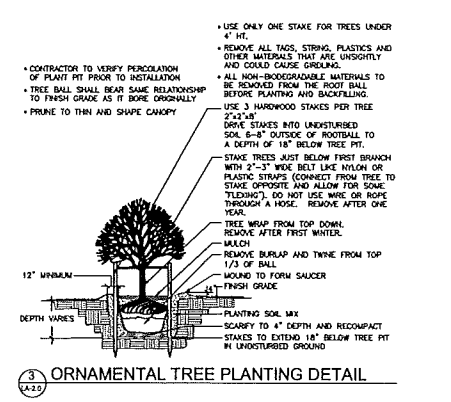 • USE ONLY ONE STAKE FOR TREES UNDER
4' HT.
• REMOVE ALL TAGS, STRING, PLASTICS AND
OTHER MATERIALS THAT ARE UNSIGHTLY
AND COULD CAUSE GIRDLING.
• ALL NON-BIODEGRADABLE MATERIALS TO
BE REMOVED FROM THE ROOT BALL
BEFORE PLANTING AND BACKFILLING.
• CONTRACTOR TO VERIFY PERCOLATION
OF PLANT PIT PRIOR TO INSTALLATION
• TREE BALL SHALL BEAR SAME RELATIONSHIP
TO FINISH GRADE AS IT BORE ORIGINALLY
• PRUNE TO THIN AND SHAPE CANOPY
USE 3 HARDWOOD STAKES PER TREE
2"x2"x8'
DRIVE STAKES INTO UNDISTURBED
SOIL 6-8" OUTSIDE OF ROOTBALL TO
A DEPTH OF 18" BELOW TREE PIT.
STAKE TREES JUST BELOW FIRST BRANCH
WITH 2"-3" WIDE BELT LIKE NYLON OR
PLASTIC STRAPS (CONNECT FROM TREE TO
STAKE OPPOSITE AND ALLOW FOR SOME
"FLEXING"). DO NOT USE WIRE OR ROPE
THROUGH A HOSE. REMOVE AFTER ONE
YEAR.
TREE WRAP FROM TOP DOWN.
REMOVE AFTER FIRST WINTER.
MULCH
REMOVE BURLAP AND TWINE FROM TOP
1/3 OF BALL
MOUND TO FORM SAUCER
FINISH GRADE
12" MINIMUM
DEPTH VARIES
PLANTING SOIL MIX
SCARIFY TO 4" DEPTH AND RECOMPACT
STAKES TO EXTEND 18" BELOW TREE PIT
IN UNDISTURBED GROUND
3
LA-2.0
ORNAMENTAL TREE PLANTING DETAIL